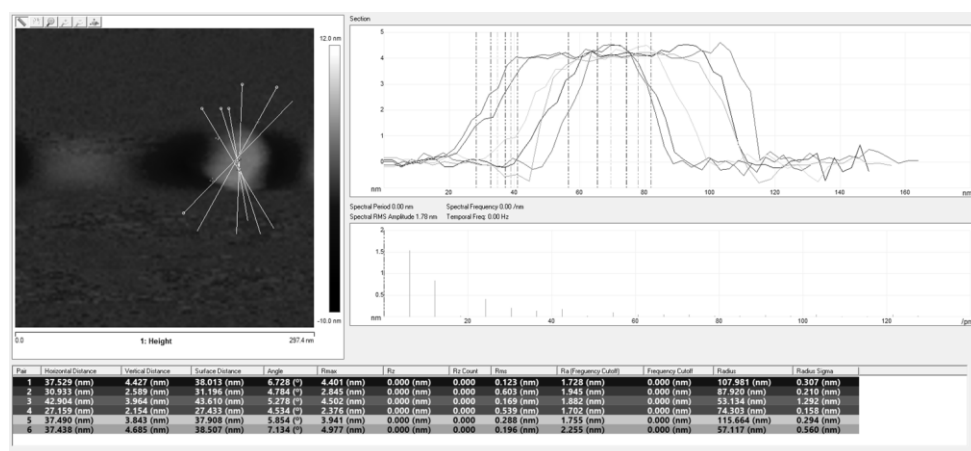 Section
12.0 nm
-10.0 nm
0.0
1: Height
297.4 nm
5
4
3
2
1
0
nm
20
40
60
80
100
120
140
160
nm
Spectral Period 0.00 nm Spectral Frequency 0.00 /nm
Spectral RMS Amplitude 1.78 nm Temporal Freq: 0.00 Hz
2
1.5
1
0.5
nm
20
40
60
80
100
120
/µm
Pair Horizontal Distance Vertical Distance Surface Distance Angle Rmax Rz Rz Count Rms Ra (Frequency Cutoff) Frequency Cutoff Radius Radius Sigma
1 37.529 (nm) 4.427 (nm) 38.013 (nm) 6.728 (º) 4.401 (nm) 0.000 (nm) 0.000 0.123 (nm) 1.728 (nm) 0.000 (nm) 107.981 (nm) 0.307 (nm)
2 30.933 (nm) 2.589 (nm) 31.196 (nm) 4.784 (º) 2.845 (nm) 0.000 (nm) 0.000 0.603 (nm) 1.945 (nm) 0.000 (nm) 87.920 (nm) 0.210 (nm)
3 42.904 (nm) 3.964 (nm) 43.610 (nm) 5.278 (º) 4.502 (nm) 0.000 (nm) 0.000 0.169 (nm) 1.882 (nm) 0.000 (nm) 53.134 (nm) 1.292 (nm)
4 27.159 (nm) 2.154 (nm) 27.433 (nm) 4.534 (º) 2.376 (nm) 0.000 (nm) 0.000 0.539 (nm) 1.702 (nm) 0.000 (nm) 74.303 (nm) 0.158 (nm)
5 37.490 (nm) 3.843 (nm) 37.908 (nm) 5.854 (º) 3.941 (nm) 0.000 (nm) 0.000 0.288 (nm) 1.755 (nm) 0.000 (nm) 115.664 (nm) 0.294 (nm)
6 37.438 (nm) 4.685 (nm) 38.507 (nm) 7.134 (º) 4.977 (nm) 0.000 (nm) 0.000 0.196 (nm) 2.255 (nm) 0.000 (nm) 57.117 (nm) 0.560 (nm)